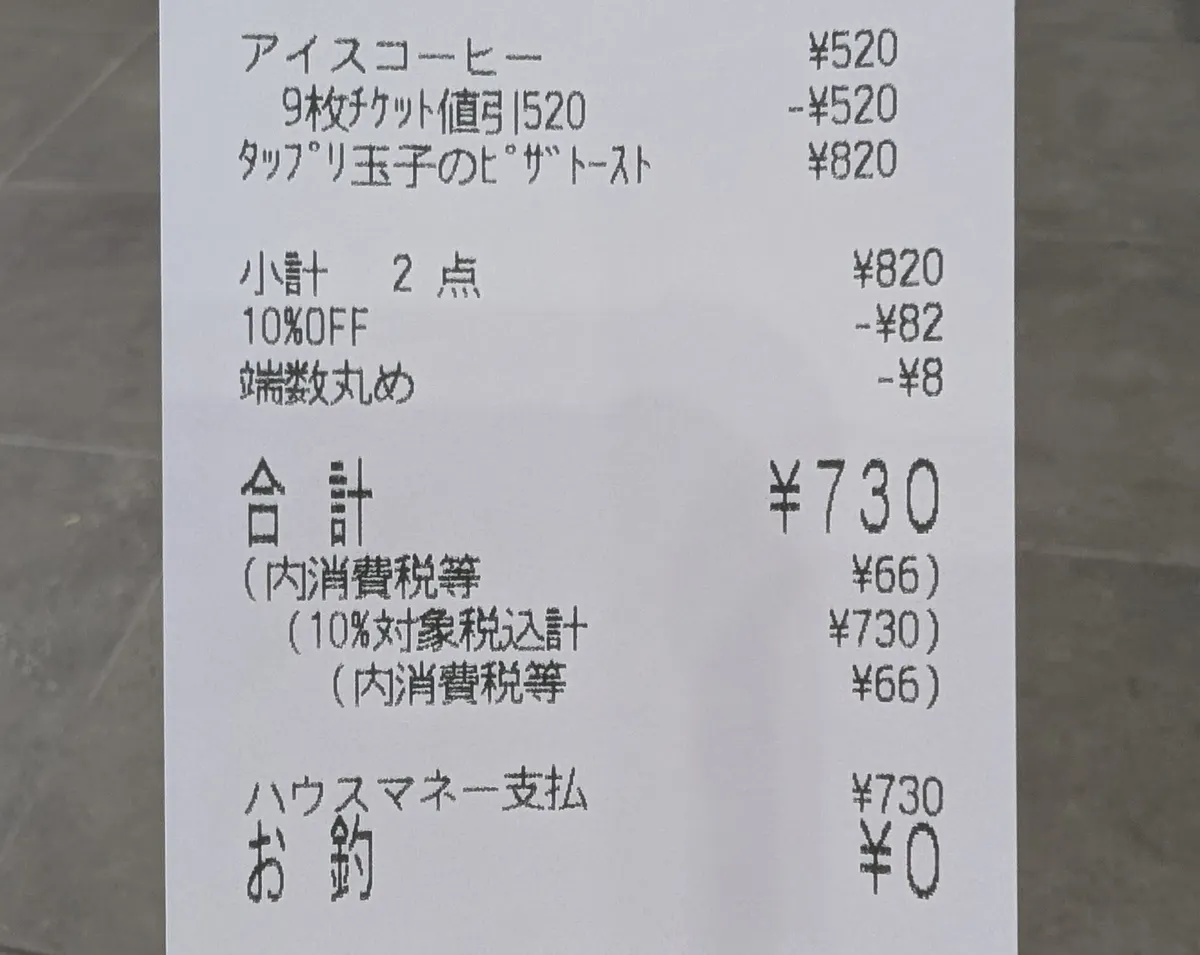 アイスコーヒー ¥520
9枚ﾁｹｯﾄ値引520 -¥520
ﾀｯﾌﾟﾘ玉子のﾋﾟｻﾞﾄｰｽﾄ ¥820
小計 2 点 ¥820
10%OFF -¥82
端数丸め -¥8
合 計 ¥730
(内消費税等 ¥66)
(10%対象税込計 ¥730)
(内消費税等 ¥66)
ハウスマネー支払 ¥730
お 釣 ¥0